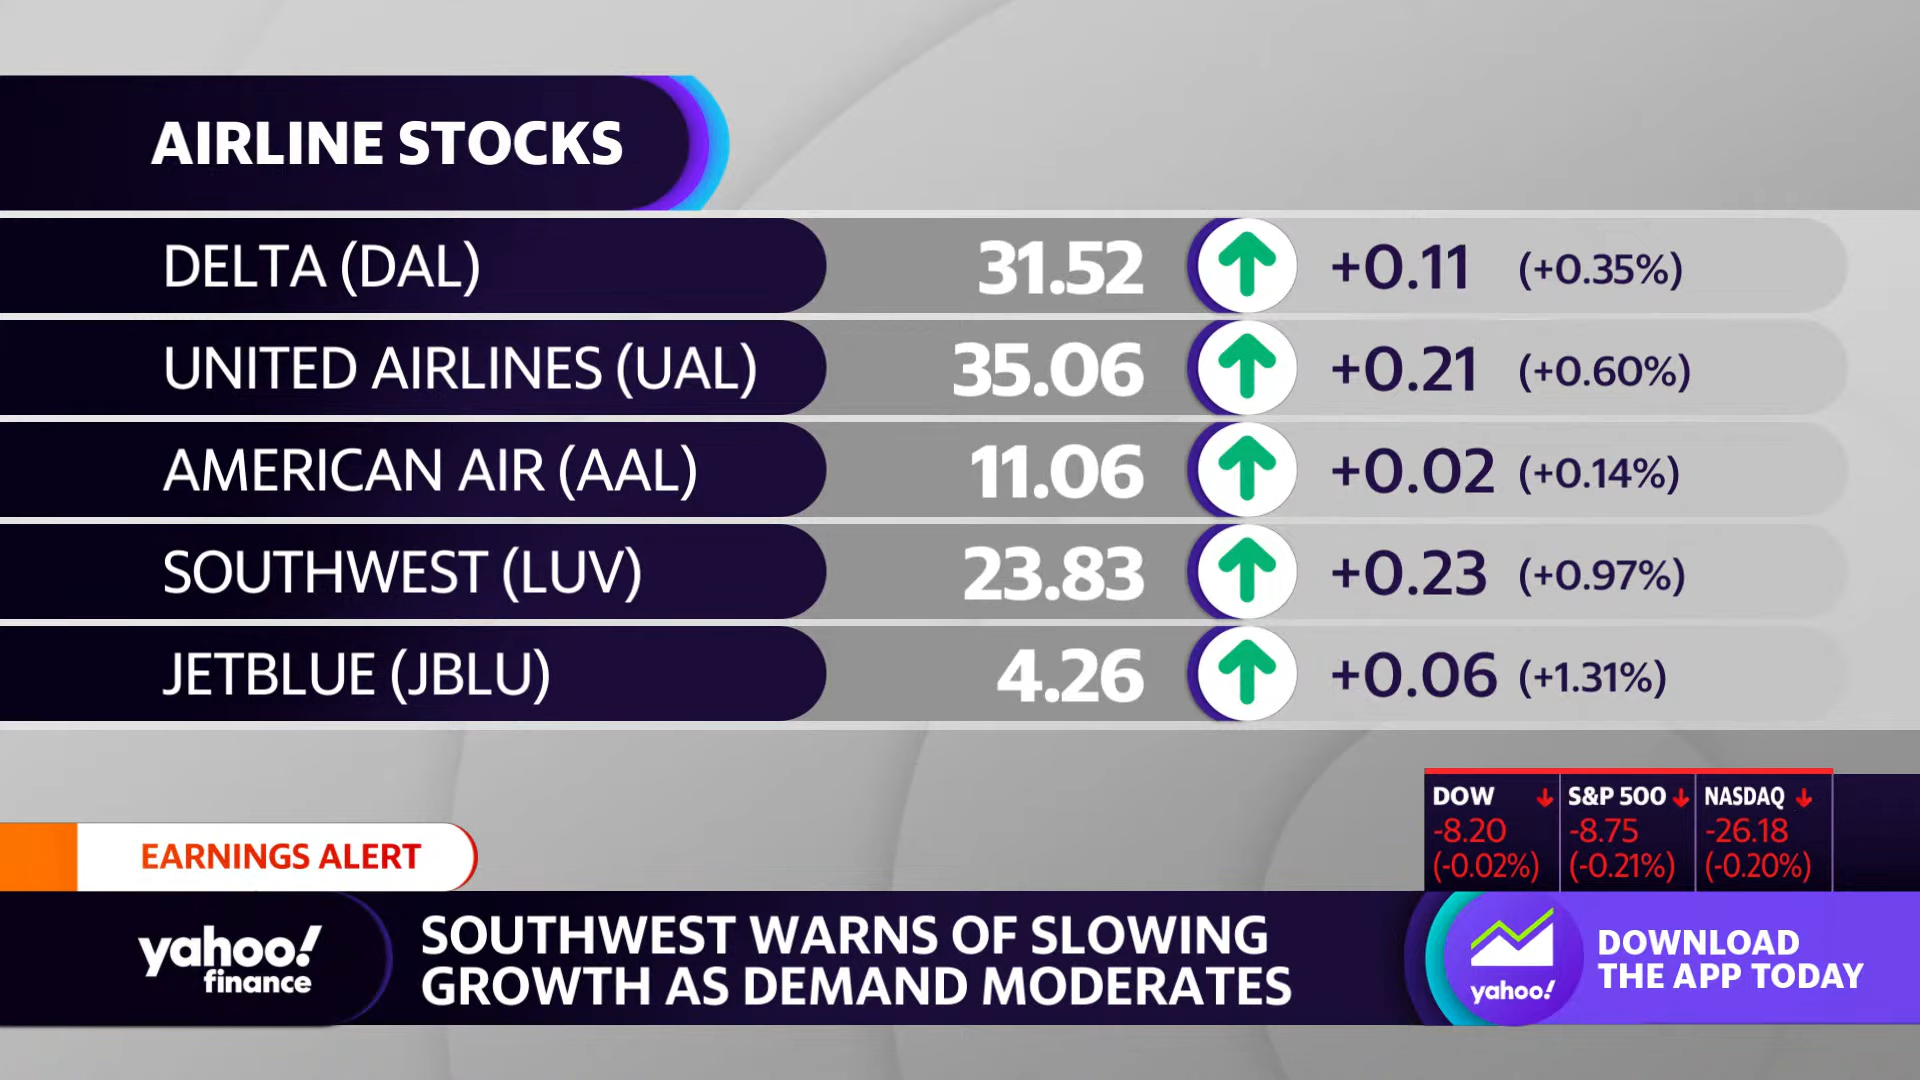 AIRLINE STOCKS
DELTA (DAL) 31.52 +0.11 (+0.35%)
UNITED AIRLINES (UAL) 35.06 +0.21 (+0.60%)
AMERICAN AIR (AAL) 11.06 +0.02 (+0.14%)
SOUTHWEST (LUV) 23.83 +0.23 (+0.97%)
JETBLUE (JBLU) 4.26 +0.06 (+1.31%)
DOW S&P 500 NASDAQ
-8.20 -8.75 -26.18
(-0.02%) (-0.21%) (-0.20%)
EARNINGS ALERT
yahoo!
finance
SOUTHWEST WARNS OF SLOWING
GROWTH AS DEMAND MODERATES
yahoo!
DOWNLOAD
THE APP TODAY